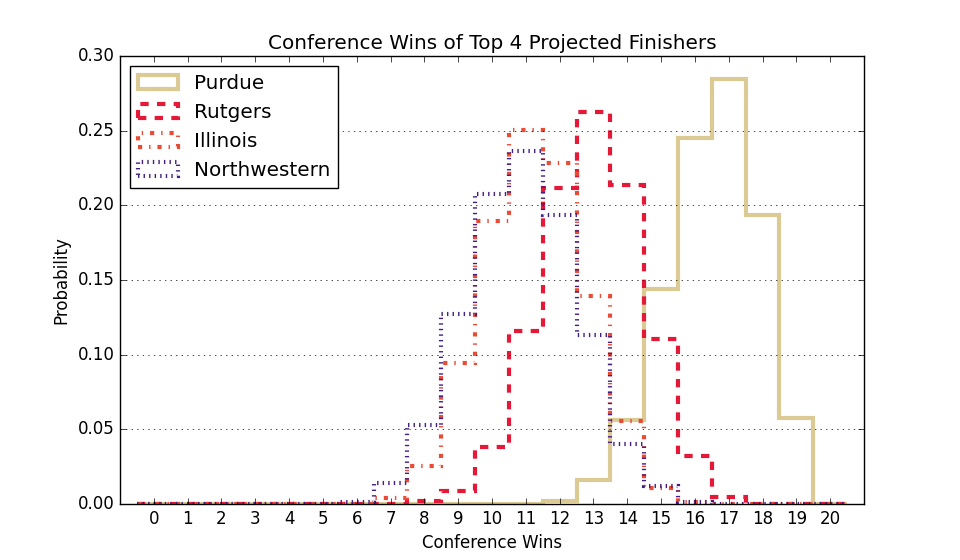 Conference Wins of Top 4 Projected Finishers
Purdue
Rutgers
Illinois
Northwestern
0.30
0.25
0.20
0.15
0.10
0.05
0.00
Probability
0 1 2 3 4 5 6 7 8 9 10 11 12 13 14 15 16 17 18 19 20
Conference Wins